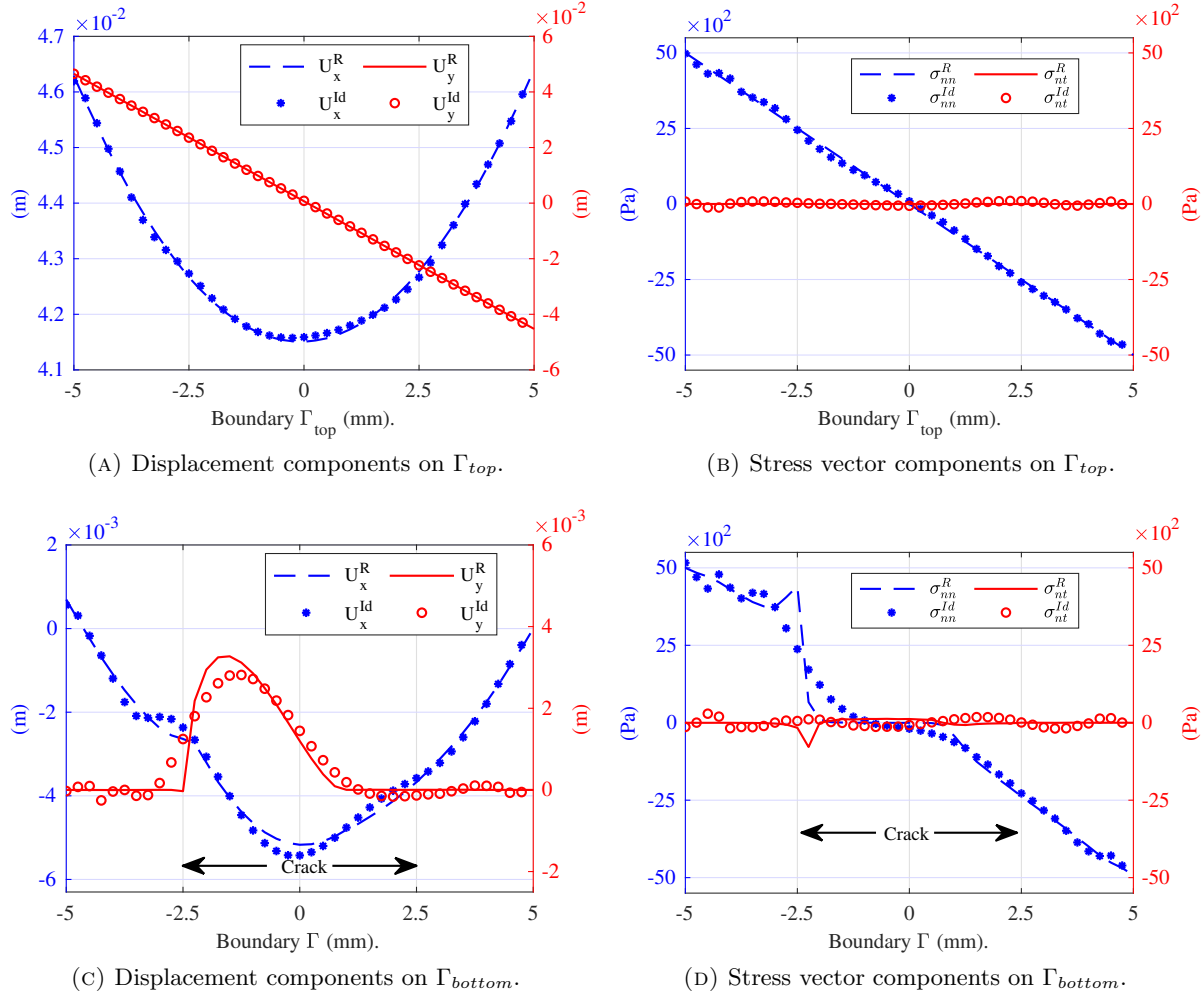 ×10⁻² ×10⁻²
4.7 6
4.6 4
4.5 2
4.4 0
4.3 -2
4.2 -4
4.1 -6
(m) (m)
U_x^R U_y^R
U_x^Id U_y^Id
-5 -2.5 0 2.5 5
Boundary Γ_top (mm).
(A) Displacement components on Γ_top.
×10² ×10²
50 50
25 25
0 0
-25 -25
-50 -50
(Pa) (Pa)
σ_nn^R σ_nt^R
σ_nn^Id σ_nt^Id
-5 -2.5 0 2.5 5
Boundary Γ_top (mm).
(B) Stress vector components on Γ_top.
×10⁻³ ×10⁻³
2 6
0 4
-2 2
-4 0
-6 -2
(m) (m)
U_x^R U_y^R
U_x^Id U_y^Id
Crack
-5 -2.5 0 2.5 5
Boundary Γ (mm).
(C) Displacement components on Γ_bottom.
×10² ×10²
50 50
25 25
0 0
-25 -25
-50 -50
(Pa) (Pa)
σ_nn^R σ_nt^R
σ_nn^Id σ_nt^Id
Crack
-5 -2.5 0 2.5 5
Boundary Γ (mm).
(D) Stress vector components on Γ_bottom.